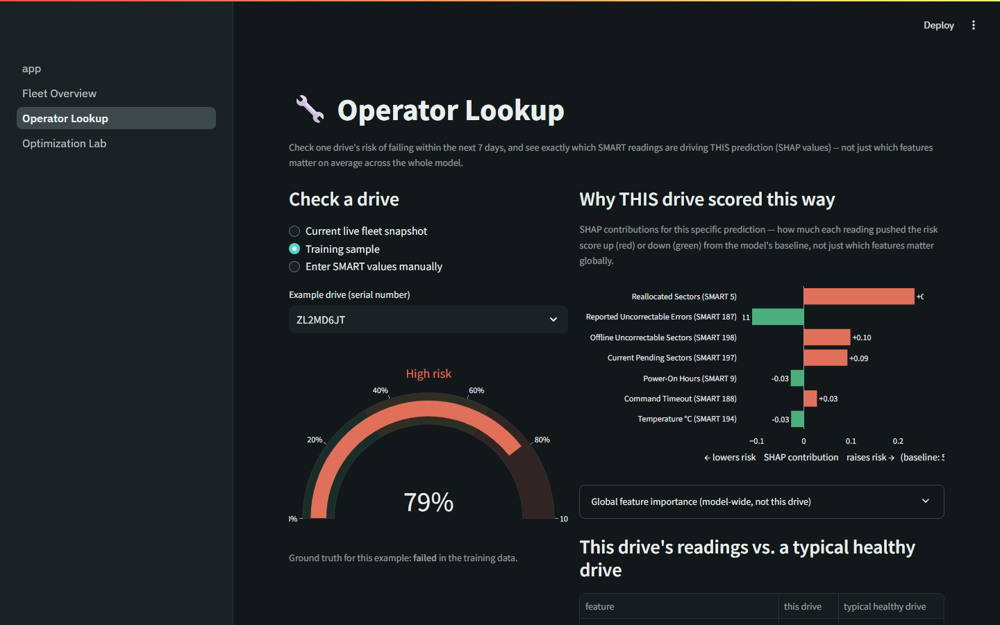 Deploy
app
Fleet Overview
Operator Lookup
Optimization Lab
Operator Lookup
Check one drive's risk of failing within the next 7 days, and see exactly which SMART readings are driving THIS prediction (SHAP values) — not just which features
matter on average across the whole model.
Check a drive
Current live fleet snapshot
Training sample
Enter SMART values manually
Example drive (serial number)
ZL2MD6JT
High risk
0%
20%
40%
60%
80%
10
79%
Ground truth for this example: failed in the training data.
Why THIS drive scored this way
SHAP contributions for this specific prediction — how much each reading pushed the risk
score up (red) or down (green) from the model's baseline, not just which features matter
globally.
Reallocated Sectors (SMART 5)
Reported Uncorrectable Errors (SMART 187) 11
Offline Uncorrectable Sectors (SMART 198) +0.10
Current Pending Sectors (SMART 197) +0.09
Power-On Hours (SMART 9) -0.03
Command Timeout (SMART 188) +0.03
Temperature °C (SMART 194) -0.03
−0.1 0 0.1 0.2
← lowers risk SHAP contribution raises risk → (baseline:
Global feature importance (model-wide, not this drive)
This drive's readings vs. a typical healthy
drive
feature this drive typical healthy drive